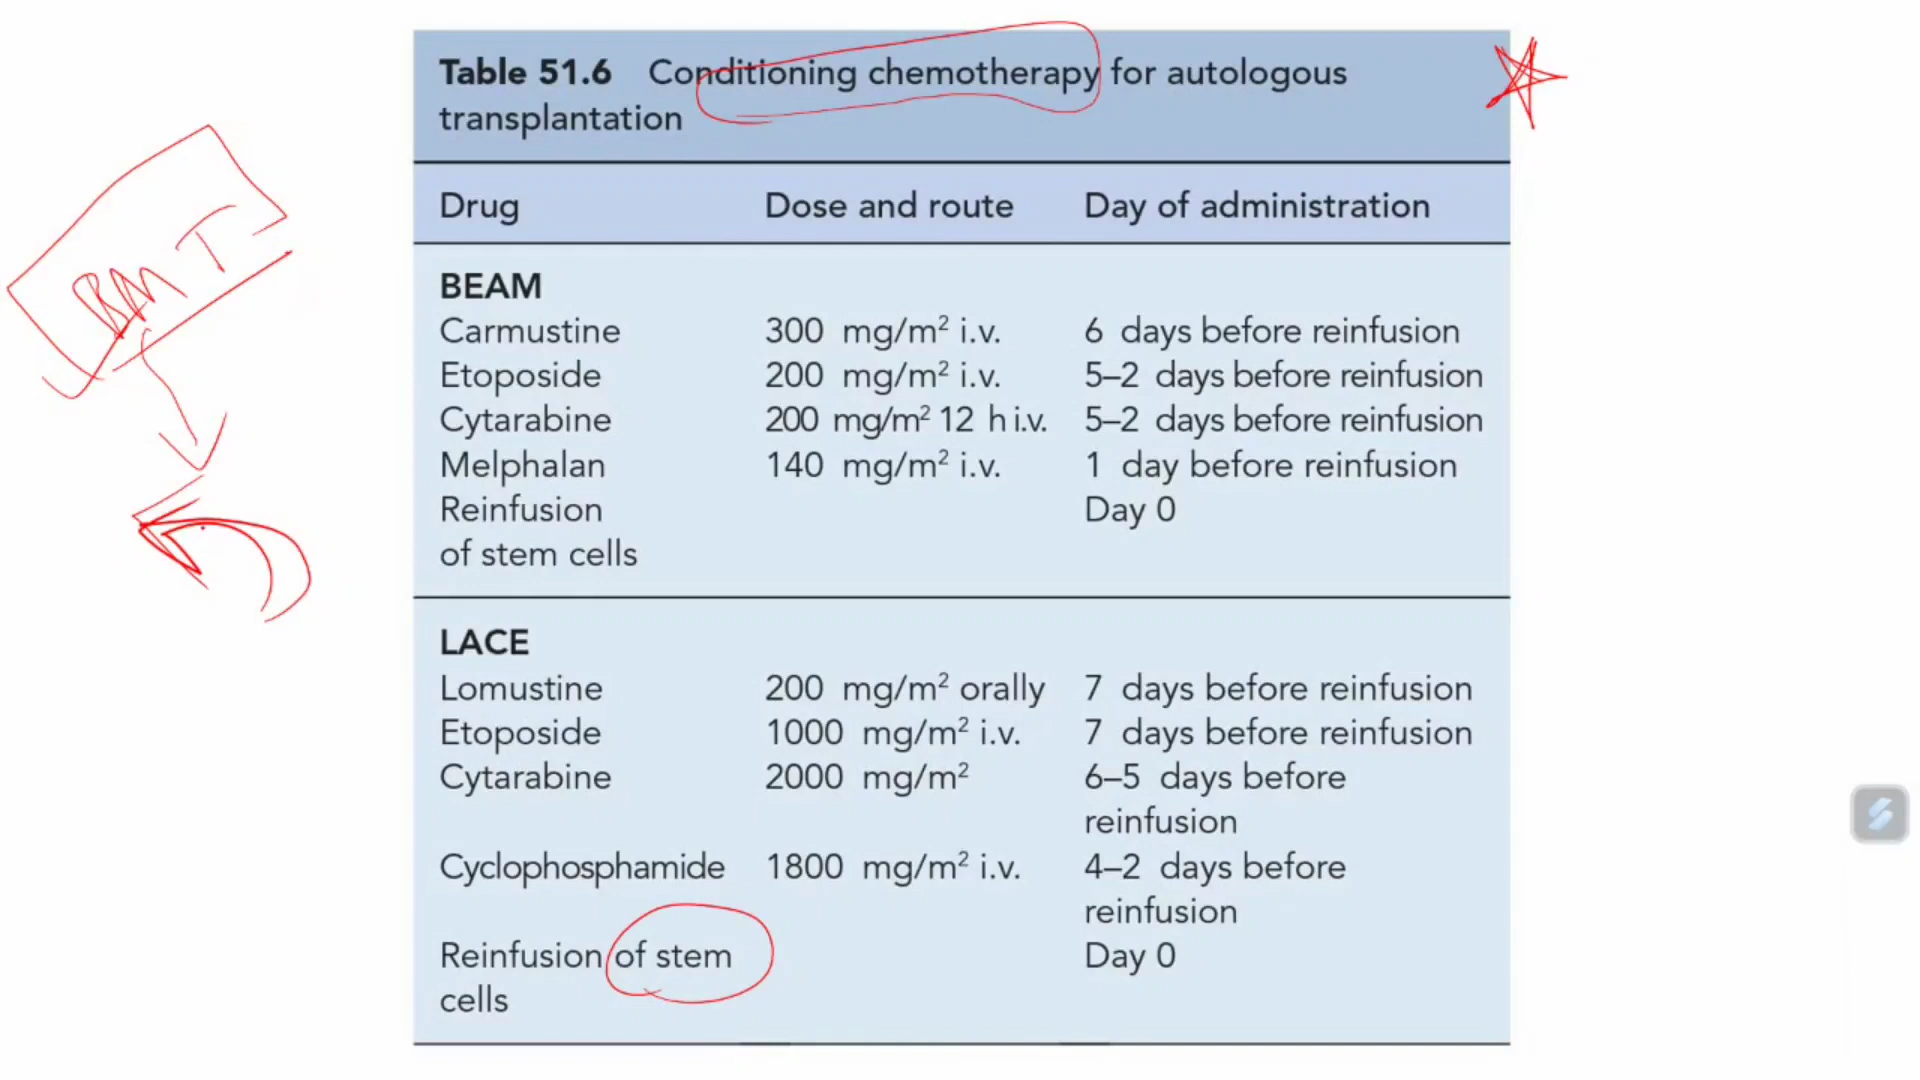 Table 51.6 Conditioning chemotherapy for autologous
transplantation
Drug Dose and route Day of administration
BEAM
Carmustine 300 mg/m² i.v. 6 days before reinfusion
Etoposide 200 mg/m² i.v. 5–2 days before reinfusion
Cytarabine 200 mg/m² 12 h i.v. 5–2 days before reinfusion
Melphalan 140 mg/m² i.v. 1 day before reinfusion
Reinfusion Day 0
of stem cells
LACE
Lomustine 200 mg/m² orally 7 days before reinfusion
Etoposide 1000 mg/m² i.v. 7 days before reinfusion
Cytarabine 2000 mg/m² 6–5 days before
reinfusion
Cyclophosphamide 1800 mg/m² i.v. 4–2 days before
reinfusion
Reinfusion of stem Day 0
cells
BMT